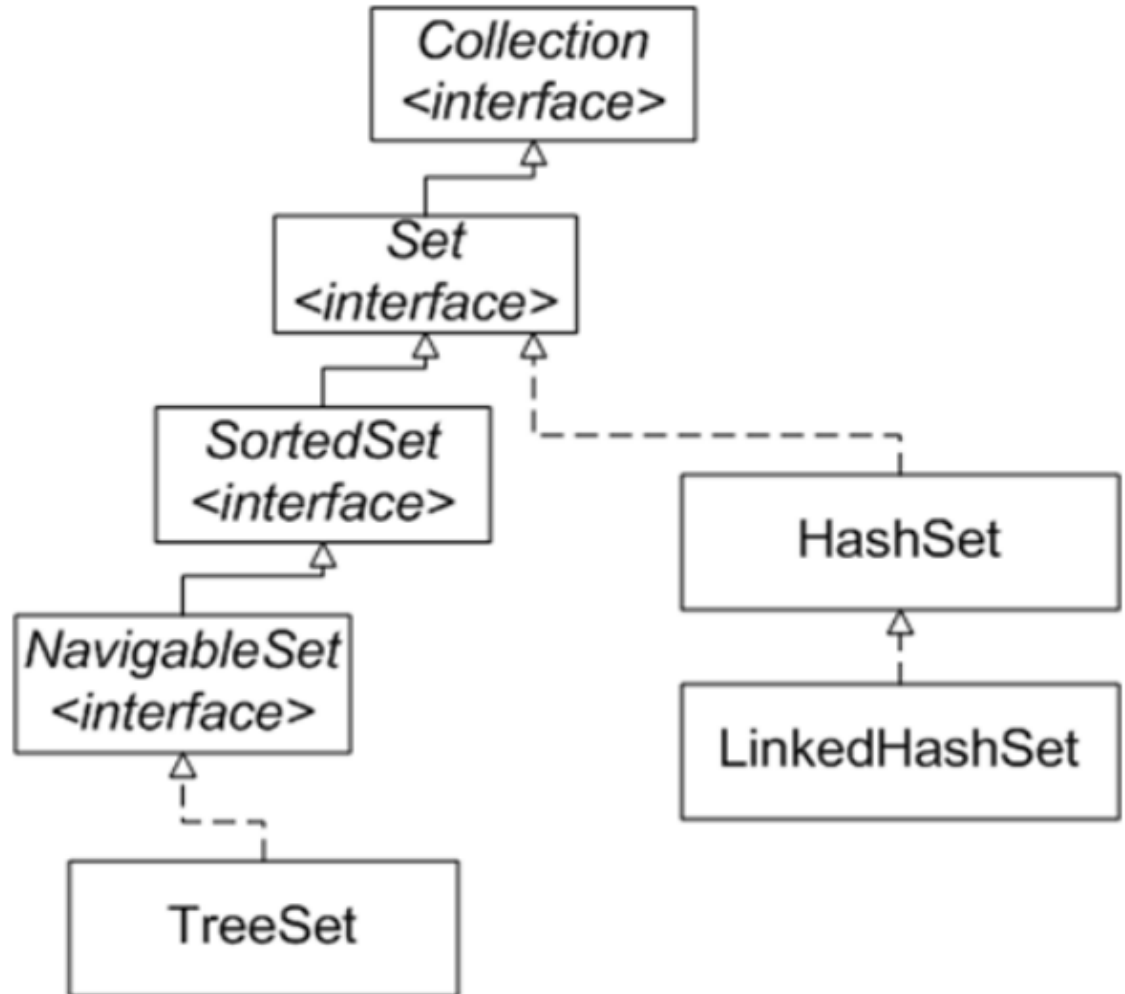 Collection
<interface>
Set
<interface>
SortedSet
<interface>
HashSet
NavigableSet
<interface>
LinkedHashSet
TreeSet